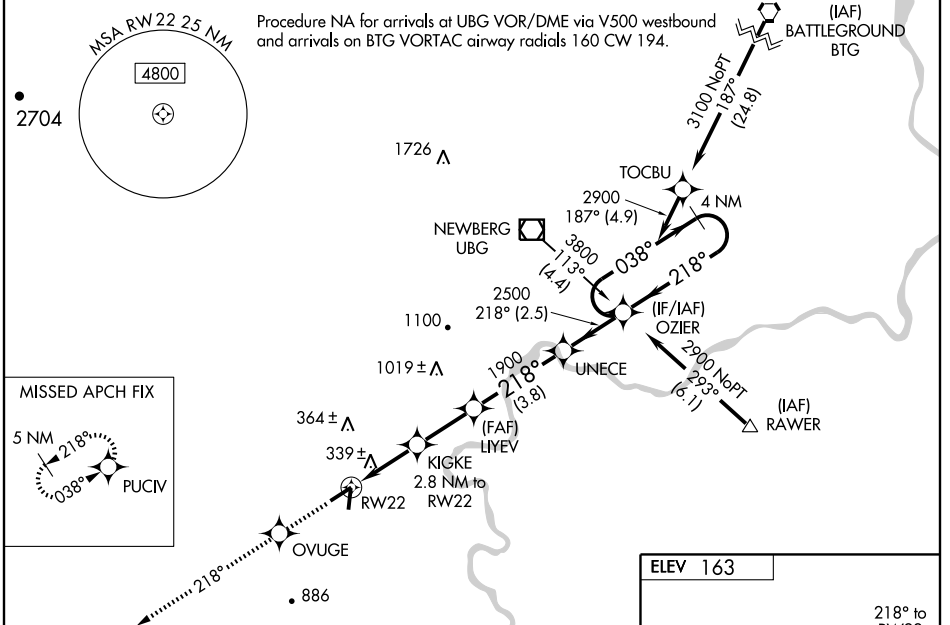 MSA RW 22 25 NM
4800
2704
Procedure NA for arrivals at UBG VOR/DME via V500 westbound
and arrivals on BTG VORTAC airway radials 160 CW 194.
(IAF)
BATTLEGROUND
BTG
3100 NoPT
187°
(24.8)
1726
TOCBU
4 NM
2900
187° (4.9)
NEWBERG
UBG
3800
113°
(4.4)
038°
218°
2500
218° (2.5)
(IF/IAF)
OZIER
1100
UNECE
2900 NoPT
293°
(6.1)
(IAF)
RAWER
1019 ±
1900
218°
(3.8)
(FAF)
LIYEV
364 ±
339 ±
KIGKE
2.8 NM to
RW22
RW22
MISSED APCH FIX
5 NM
218°
038°
PUCIV
OVUGE
218°
886
ELEV 163
218° to